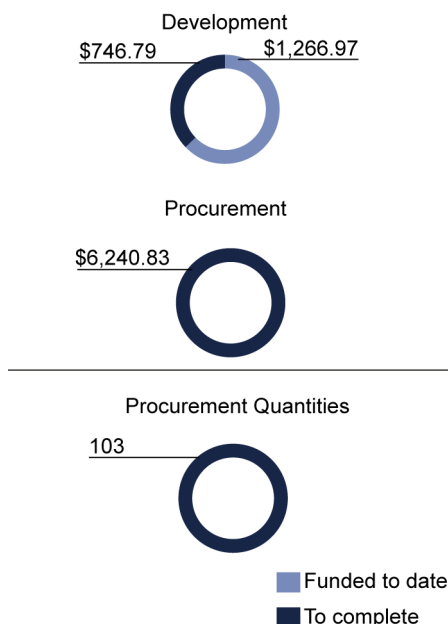 Development
$746.79
$1,266.97
Procurement
$6,240.83
Procurement Quantities
103
Funded to date
To complete